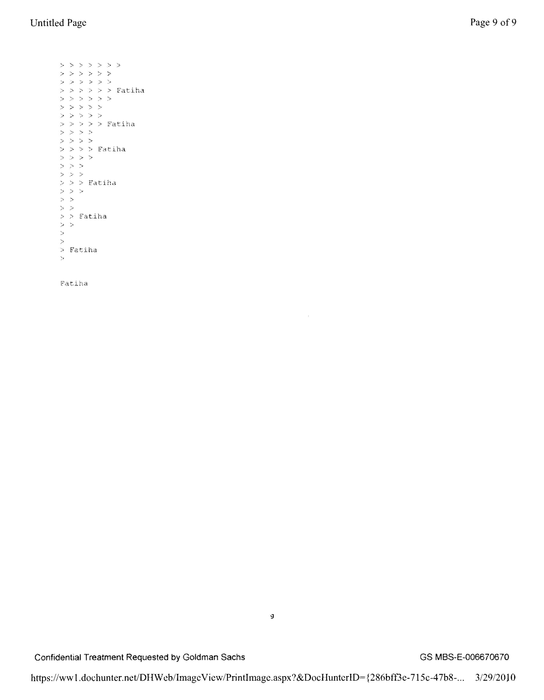 Untitled Page
Page 9 of 9
> > > > > > >
> > > > > >
> > > > > >
> > > > > > Fatiha
> > > > > >
> > > > >
> > > > >
> > > > > Fatiha
> > > >
> > > >
> > > > Fatiha
> > > >
> > >
> > >
> > > Fatiha
> > >
> >
> >
> > Fatiha
> >
>
>
> Fatiha
>
Fatiha
9
Confidential Treatment Requested by Goldman Sachs
GS MBS-E-006670670
https://ww1.dochunter.net/DHWeb/ImageView/PrintImage.aspx?&DocHunterID={286bff3e-715c-47b8-... 3/29/2010